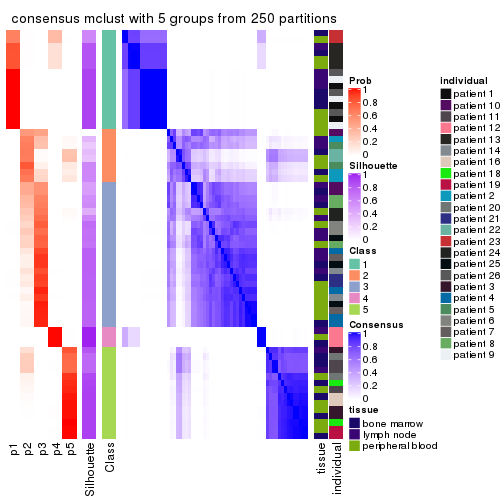 consensus mclust with 5 groups from 250 partitions
p1
p2
p3
p4
p5
Silhouette
Class
tissue
individual
Prob
1
0.8
0.6
0.4
0.2
0
Silhouette
1
0.8
0.6
0.4
0.2
0
Class
1
2
3
4
5
Consensus
1
0.8
0.6
0.4
0.2
0
tissue
bone marrow
lymph node
peripheral blood
individual
patient 1
patient 10
patient 11
patient 12
patient 13
patient 14
patient 16
patient 18
patient 19
patient 2
patient 20
patient 21
patient 22
patient 23
patient 24
patient 25
patient 26
patient 3
patient 4
patient 5
patient 6
patient 7
patient 8
patient 9